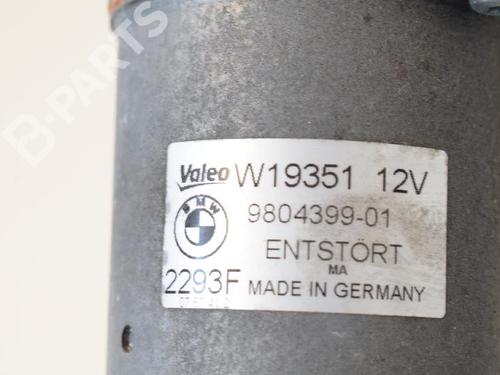 B-PARTS
Valeo W19351 12V
BMW
9804399-01
ENTSTÖRT
MA
2293F MADE IN GERMANY